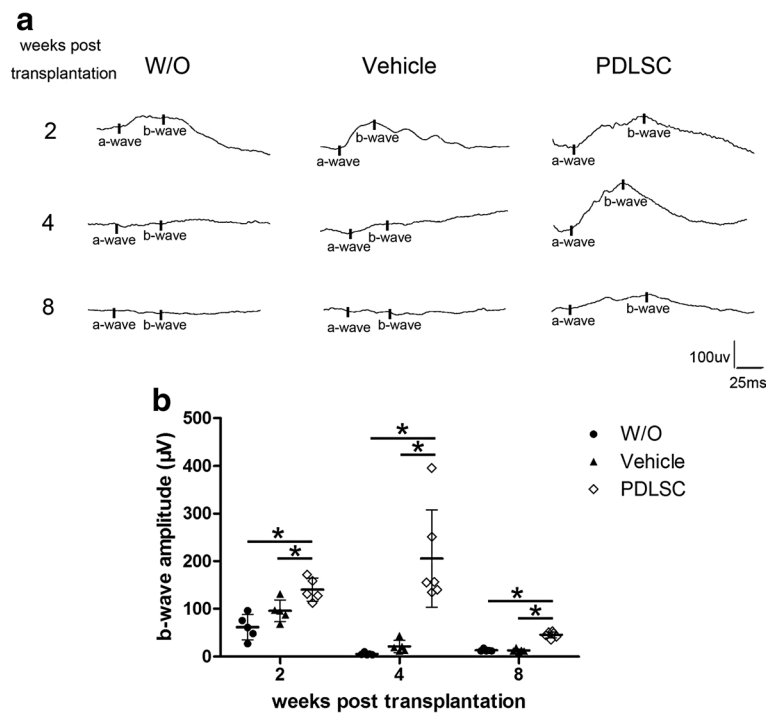 a
weeks post
transplantation
W/O
Vehicle
PDLSC
2
a-wave
b-wave
a-wave
b-wave
a-wave
b-wave
4
a-wave
b-wave
a-wave
b-wave
a-wave
b-wave
8
a-wave
b-wave
a-wave
b-wave
a-wave
b-wave
100uv
25ms
b
b-wave amplitude (µV)
500
400
300
200
100
0
*
*
*
*
*
*
2
4
8
weeks post transplantation
W/O
Vehicle
PDLSC